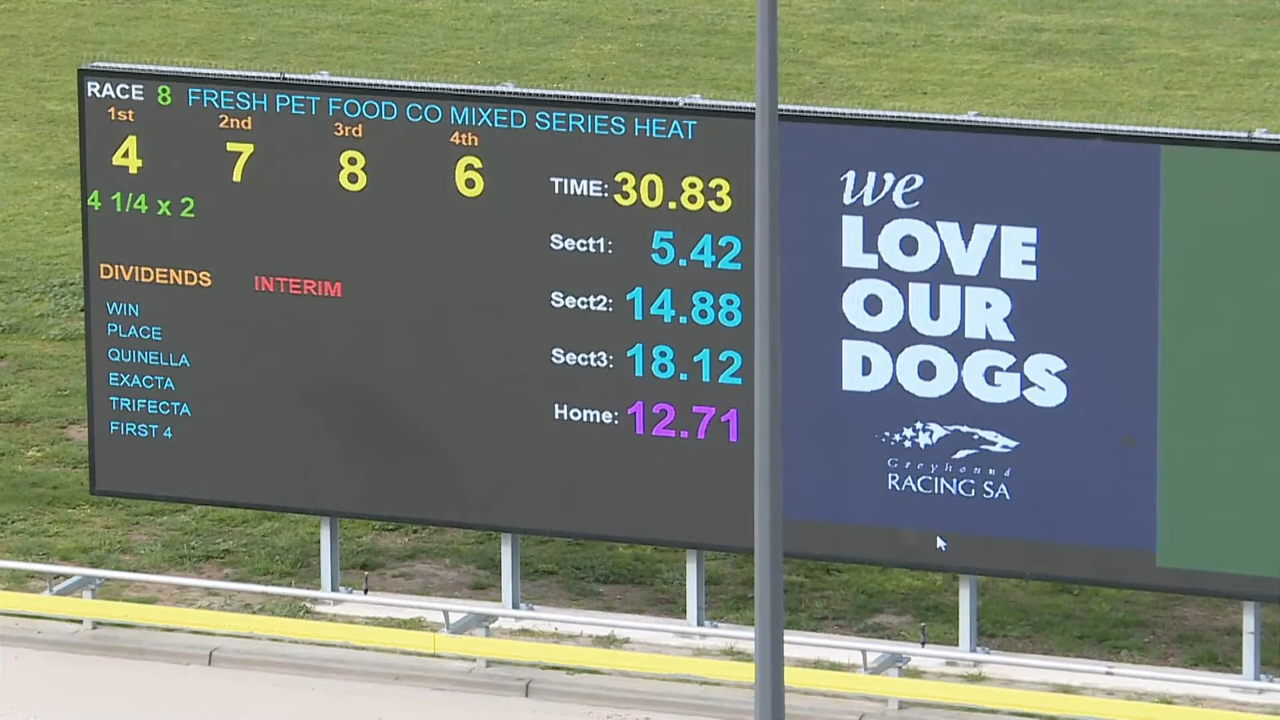 RACE 8 FRESH PET FOOD CO MIXED SERIES HEAT
1st 2nd 3rd 4th
4 7 8 6
4 1/4 x 2
TIME: 30.83
Sect1: 5.42
Sect2: 14.88
Sect3: 18.12
Home: 12.71
DIVIDENDS INTERIM
WIN
PLACE
QUINELLA
EXACTA
TRIFECTA
FIRST 4
we
LOVE
OUR
DOGS
Greyhound
RACING SA